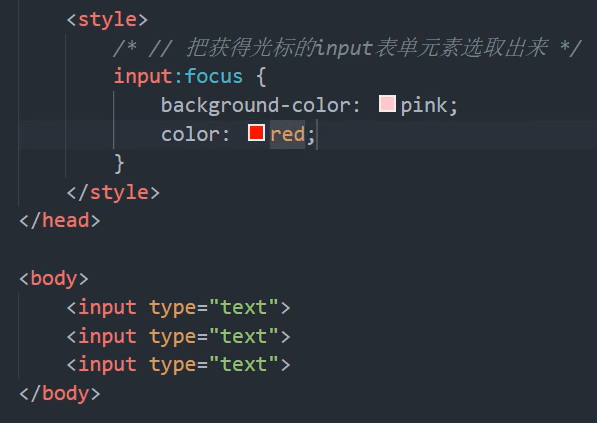 <style>
/* // 把获得光标的input表单元素选取出来 */
input:focus {
background-color: pink;
color: red;
}
</style>
</head>
<body>
<input type="text">
<input type="text">
<input type="text">
</body>